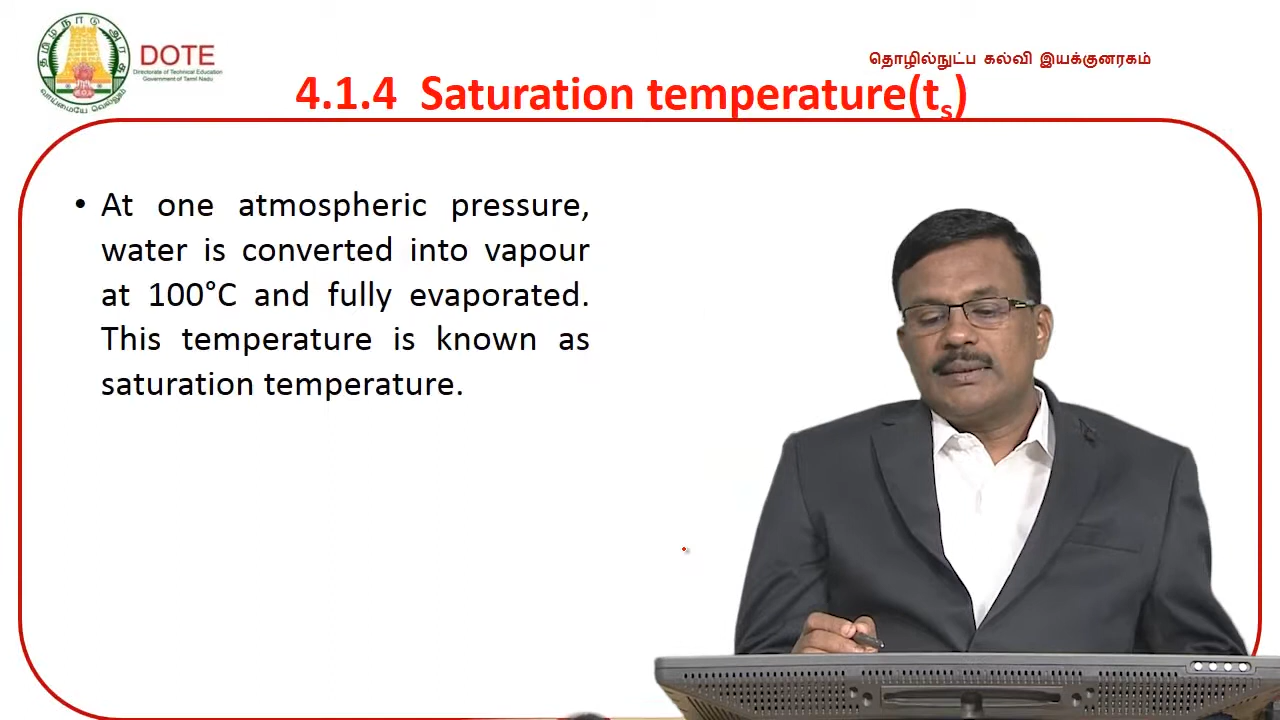 தமிழ்நாடு அரசு
வாய்மையே வெல்லும்
DOTE
Directorate of Technical Education
Government of Tamil Nadu
தொழில்நுட்ப கல்வி இயக்குனரகம்
4.1.4 Saturation temperature(ts)
• At one atmospheric pressure,
water is converted into vapour
at 100°C and fully evaporated.
This temperature is known as
saturation temperature.